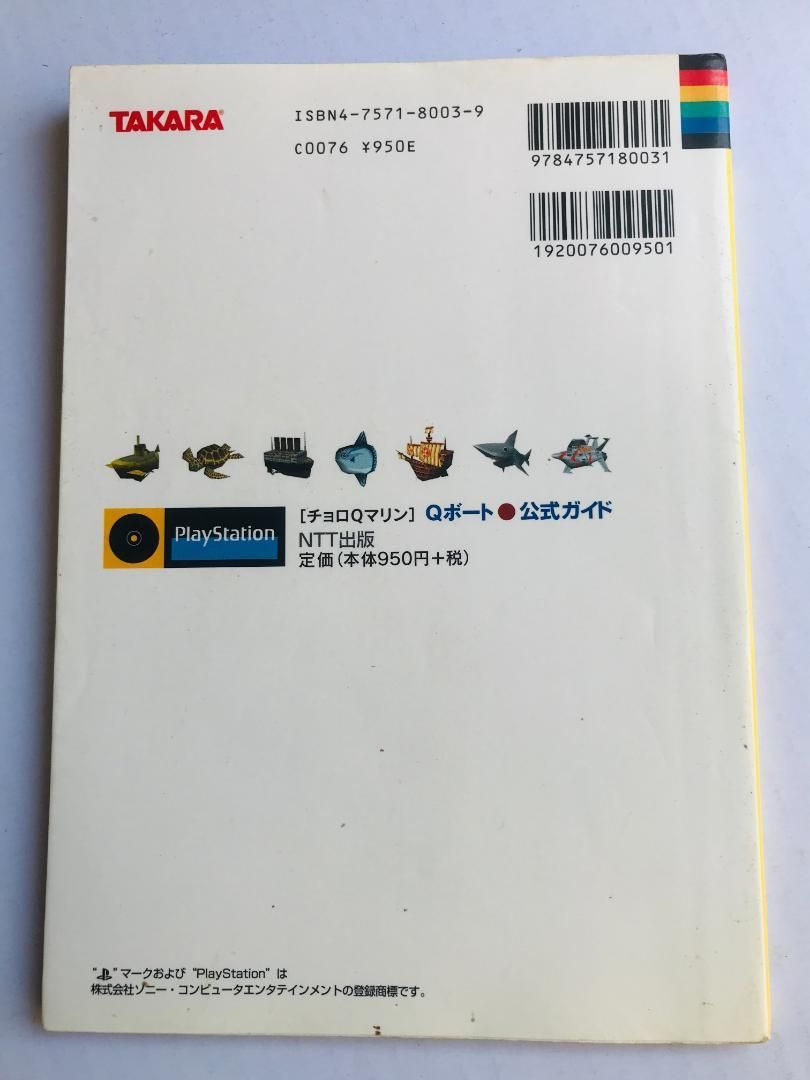 TAKARA®
ISBN4-7571-8003-9
C0076 ¥950E
9784757180031
1920076009501
PlayStation
[チョロQマリン] Qボート●公式ガイド
NTT出版
定価(本体950円+税)
“ ”マークおよび “PlayStation” は
株式会社ソニー・コンピュータエンタテインメントの登録商標です。